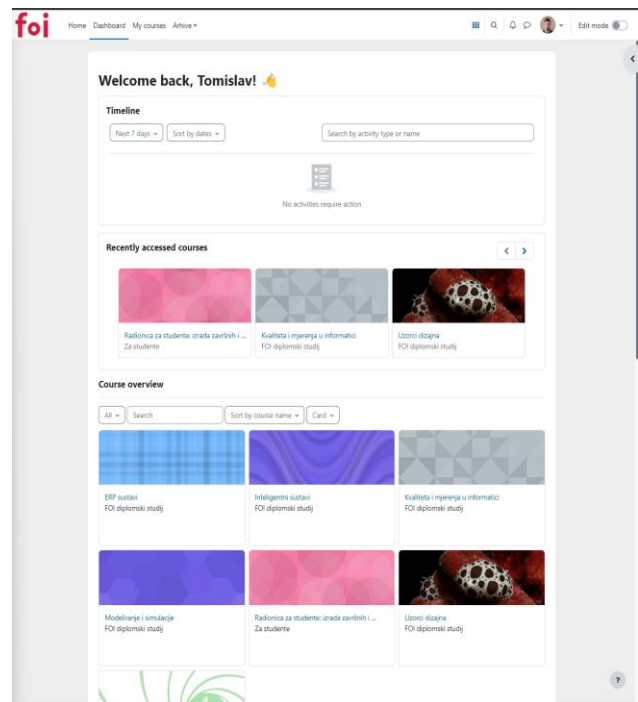 foi
Home Dashboard My courses Arhive Edit mode
Welcome back, Tomislav!
Timeline
Next 7 days Sort by dates Search by activity type or name
No activities require action
Recently accessed courses
Radionica za studente: izrada završnih i ...
Za studente
Kvaliteta i mjerenja u informatici
FOI diplomski studij
Uzorci dizajna
FOI diplomski studij
Course overview
All Search Sort by course name Card
ERP sustavi
FOI diplomski studij
Inteligentni sustavi
FOI diplomski studij
Kvaliteta i mjerenja u informatici
FOI diplomski studij
Modeliranje i simulacije
FOI diplomski studij
Radionica za studente: izrada završnih i ...
Za studente
Uzorci dizajna
FOI diplomski studij
?